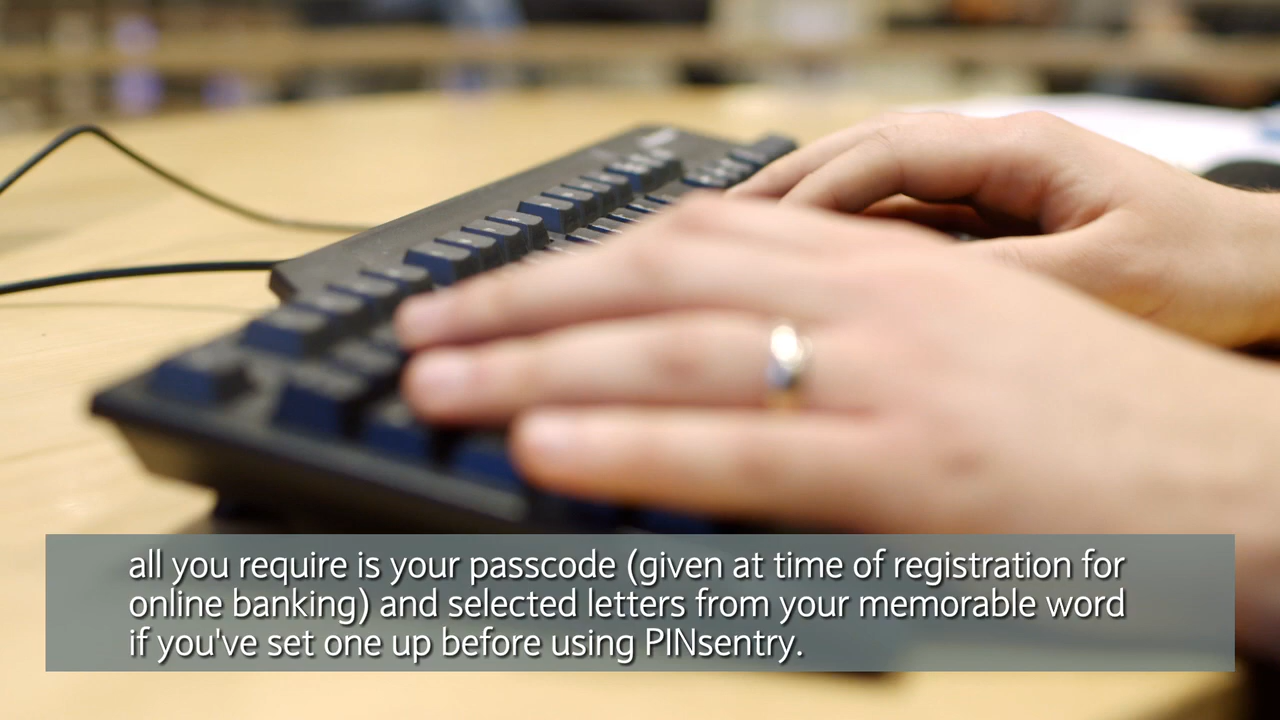 all you require is your passcode (given at time of registration for
online banking) and selected letters from your memorable word
if you've set one up before using PINsentry.